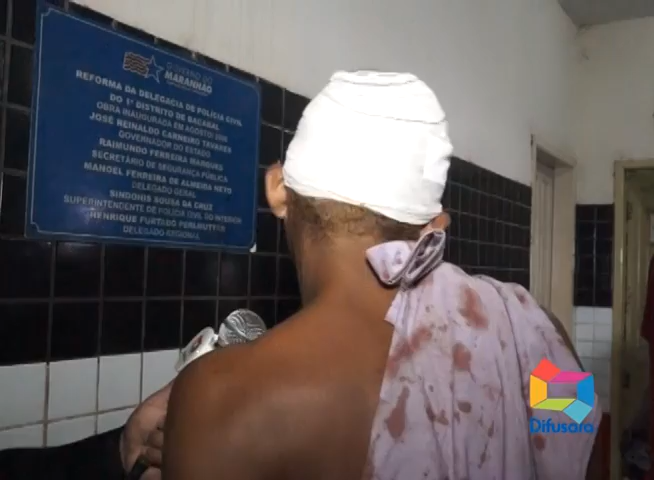 GOVERNO DO
MARANHÃO
REFORMA DA DELEGACIA DE POLÍCIA CIVIL
DO 1º DISTRITO DE BACABAL
OBRA INAUGURADA EM AGOSTO
JOSÉ REINALDO CARNEIRO TAVARES
GOVERNADOR DO ESTADO
RAIMUNDO FERREIRA MARQUES
SECRETÁRIO DE SEGURANÇA PÚBLICA
MANOEL FERREIRA DE ALMEIDA NETO
DELEGADO GERAL
SINDONIS SOUSA DA CRUZ
SUPERINTENDENTE DE POLÍCIA CIVIL DO INTERIOR
HENRIQUE FURTADO
DELEGADO REGIONAL
Difusora